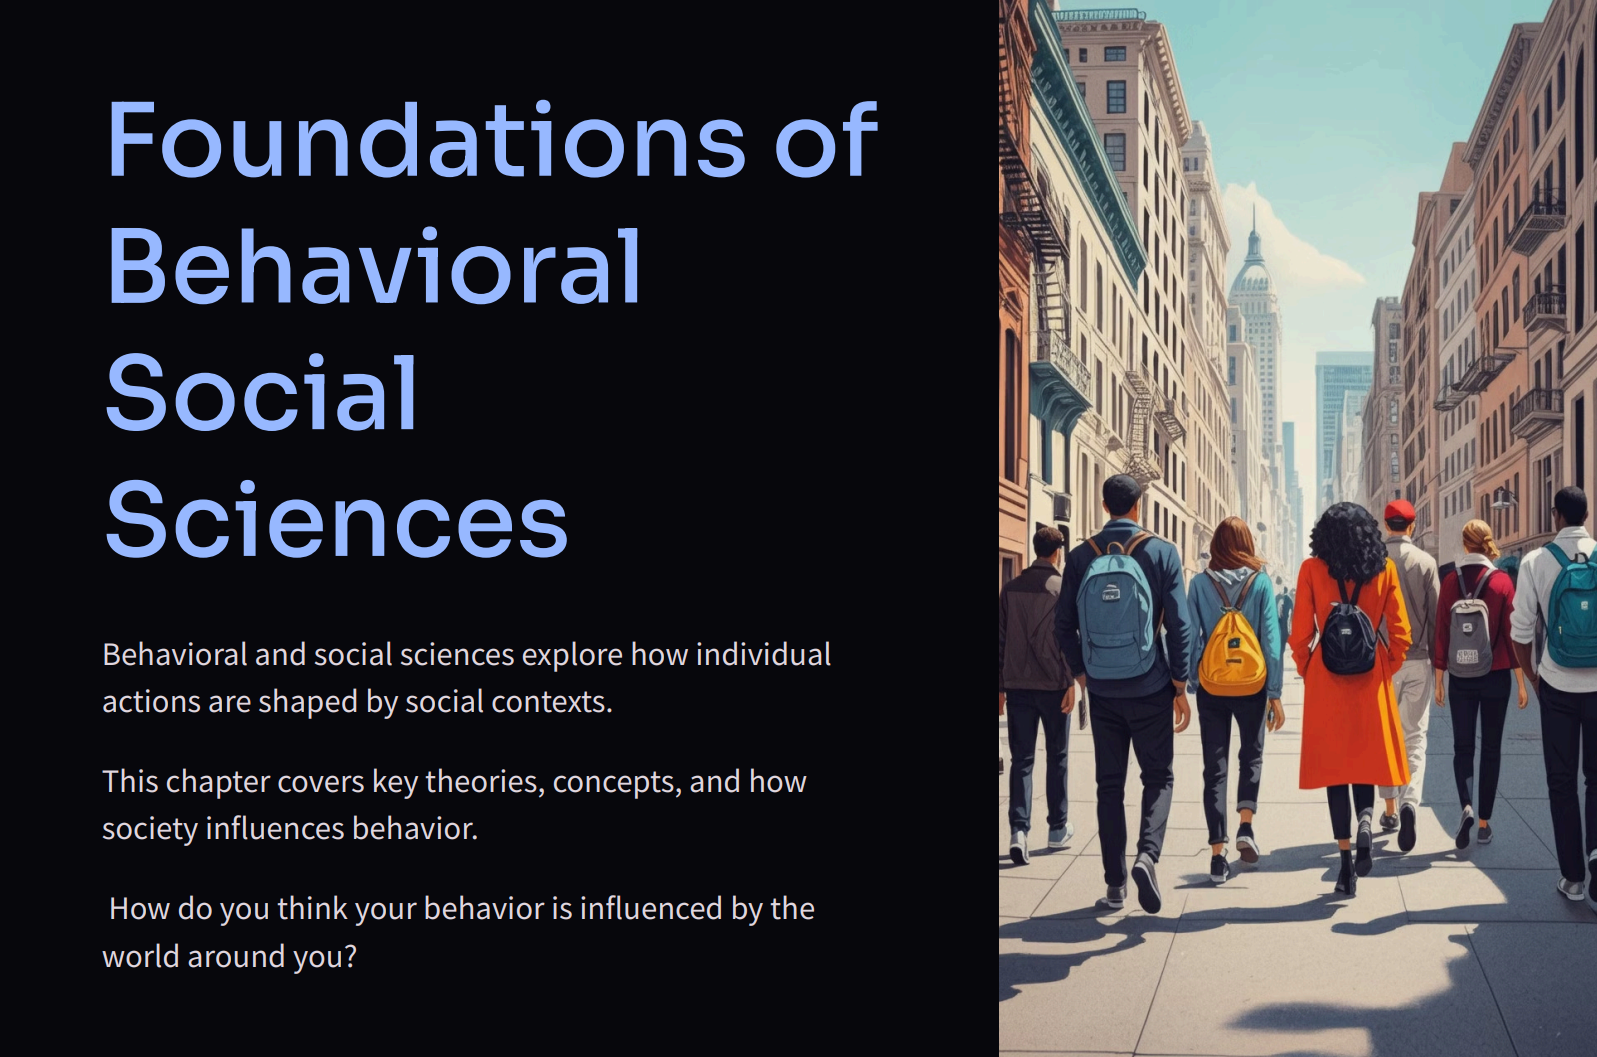 Foundations of
Behavioral
Social
Sciences
Behavioral and social sciences explore how individual
actions are shaped by social contexts.
This chapter covers key theories, concepts, and how
society influences behavior.
How do you think your behavior is influenced by the
world around you?